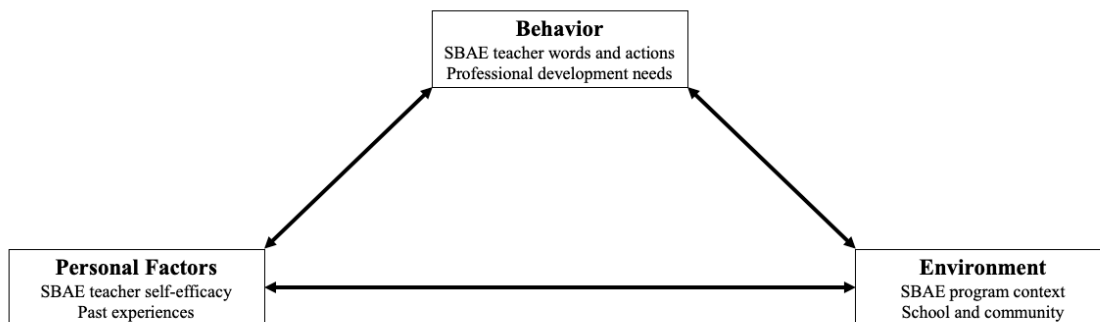 Behavior
SBAE teacher words and actions
Professional development needs
Personal Factors
SBAE teacher self-efficacy
Past experiences
Environment
SBAE program context
School and community